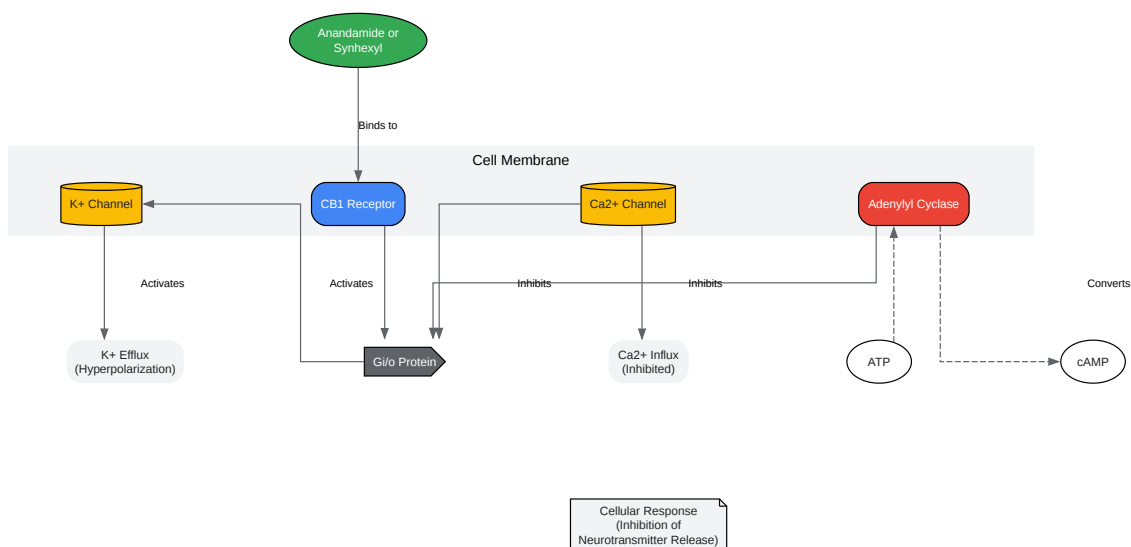 Anandamide or
Synhexyl
Binds to
Cell Membrane
K+ Channel
CB1 Receptor
Ca2+ Channel
Adenylyl Cyclase
Activates
Activates
Inhibits
Inhibits
Converts
K+ Efflux
(Hyperpolarization)
Gi/o Protein
Ca2+ Influx
(Inhibited)
ATP
cAMP
Cellular Response
(Inhibition of
Neurotransmitter Release)